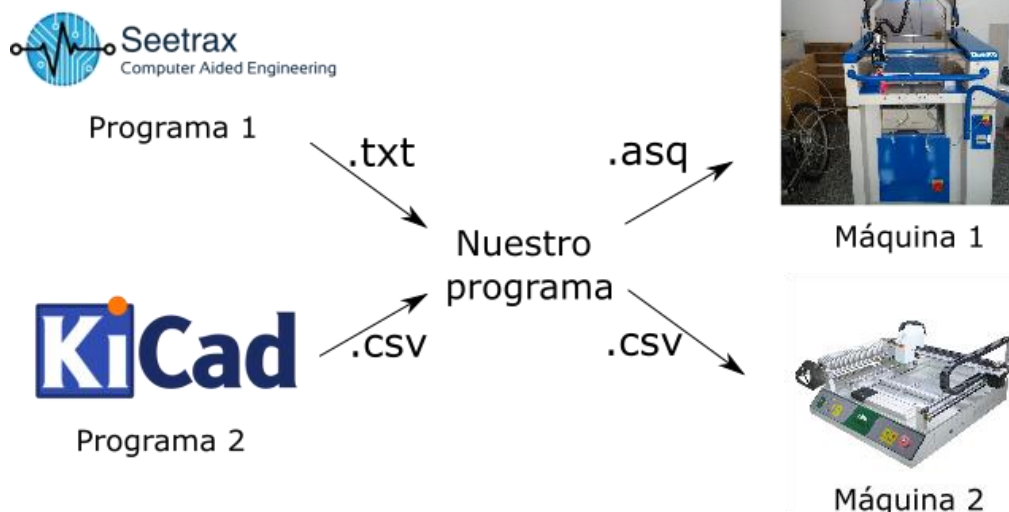 Seetrax
Computer Aided Engineering
Programa 1
.txt
.asq
Nuestro
programa
Máquina 1
KiCad
.csv
.csv
Programa 2
Máquina 2